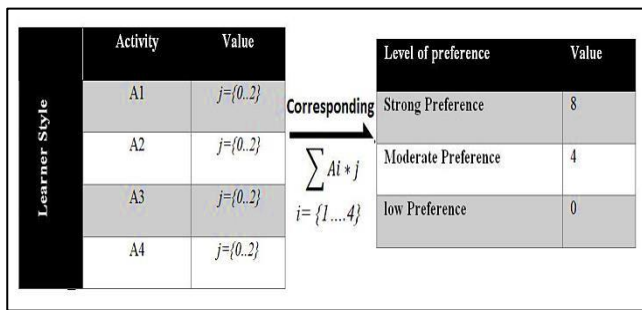 Learner Style
Activity Value
A1 j={0..2}
A2 j={0..2}
A3 j={0..2}
A4 j={0..2}
Corresponding
∑ Ai * j
i= {1....4}
Level of preference Value
Strong Preference 8
Moderate Preference 4
low Preference 0